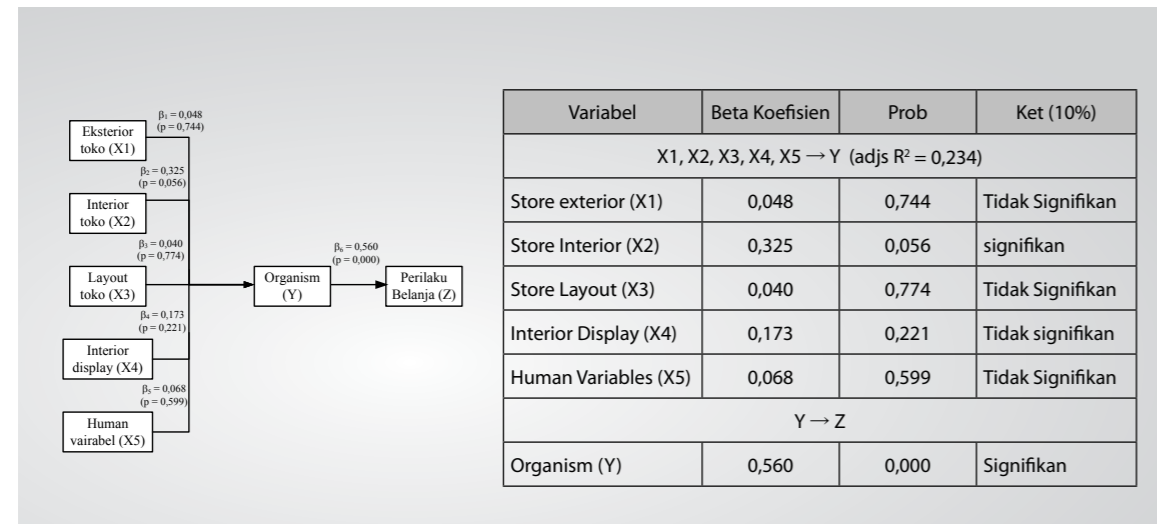 β₁ = 0,048
(p = 0,744)
Eksterior
toko (X1)
β₂ = 0,325
(p = 0,056)
Interior
toko (X2)
β₃ = 0,040
(p = 0,774)
Layout
toko (X3)
β₄ = 0,173
(p = 0,221)
Interior
display (X4)
β₅ = 0,068
(p = 0,599)
Human
vairabel (X5)
Organism
(Y)
β₆ = 0,560
(p = 0,000)
Perilaku
Belanja (Z)
Variabel Beta Koefisien Prob Ket (10%)
X1, X2, X3, X4, X5 → Y (adjs R² = 0,234)
Store exterior (X1) 0,048 0,744 Tidak Signifikan
Store Interior (X2) 0,325 0,056 signifikan
Store Layout (X3) 0,040 0,774 Tidak Signifikan
Interior Display (X4) 0,173 0,221 Tidak signifikan
Human Variables (X5) 0,068 0,599 Tidak Signifikan
Y → Z
Organism (Y) 0,560 0,000 Signifikan